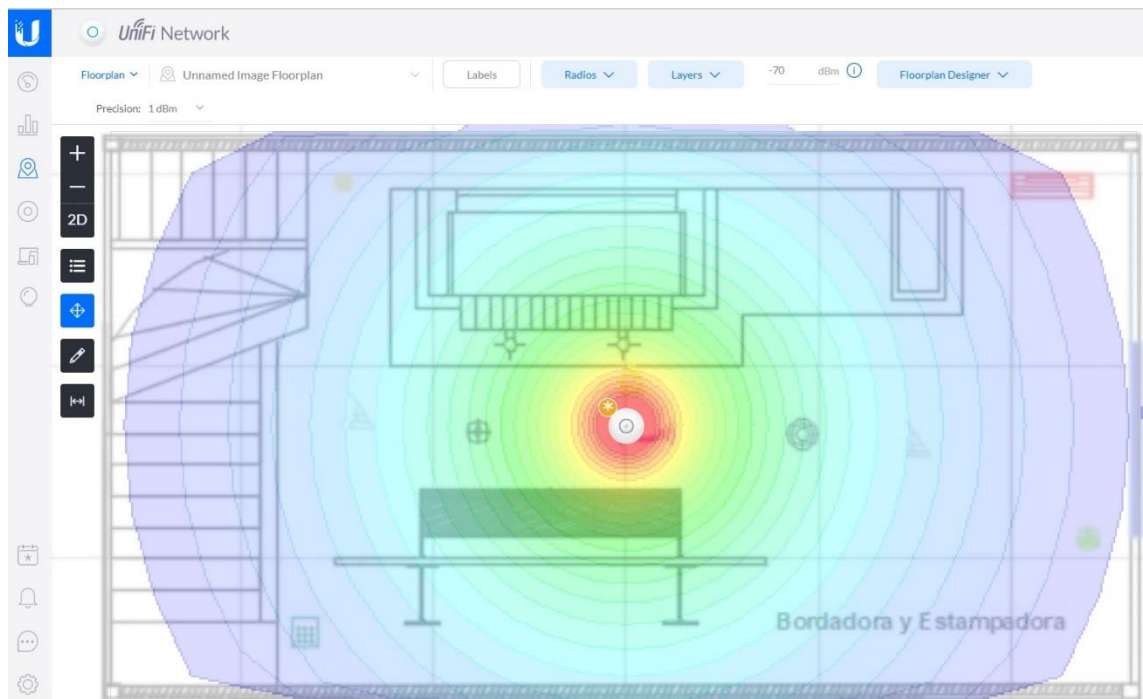 UniFi Network
Floorplan Unnamed Image Floorplan Labels Radios Layers -70 dBm Floorplan Designer
Precision: 1 dBm
2D
Bordadora y Estampadora